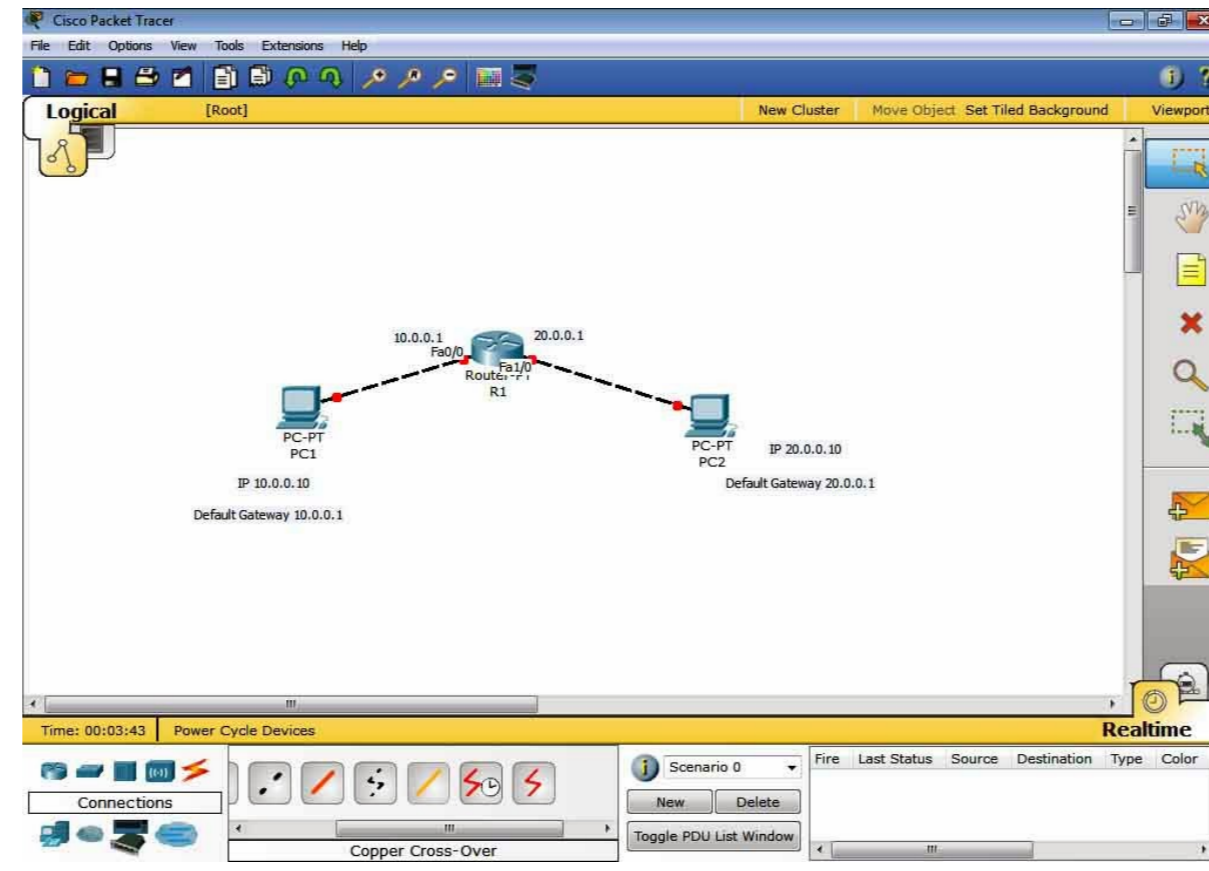 Cisco Packet Tracer
File Edit Options View Tools Extensions Help
Logical [Root] New Cluster Move Object Set Tiled Background Viewport
10.0.0.1
20.0.0.1
Fa0/0
Fa1/0
R1
PC-PT
PC1
IP 10.0.0.10
Default Gateway 10.0.0.1
PC-PT
PC2
IP 20.0.0.10
Default Gateway 20.0.0.1
Time: 00:03:43 Power Cycle Devices Realtime
Connections
Copper Cross-Over
Scenario 0
New Delete
Toggle PDU List Window
Fire Last Status Source Destination Type Color